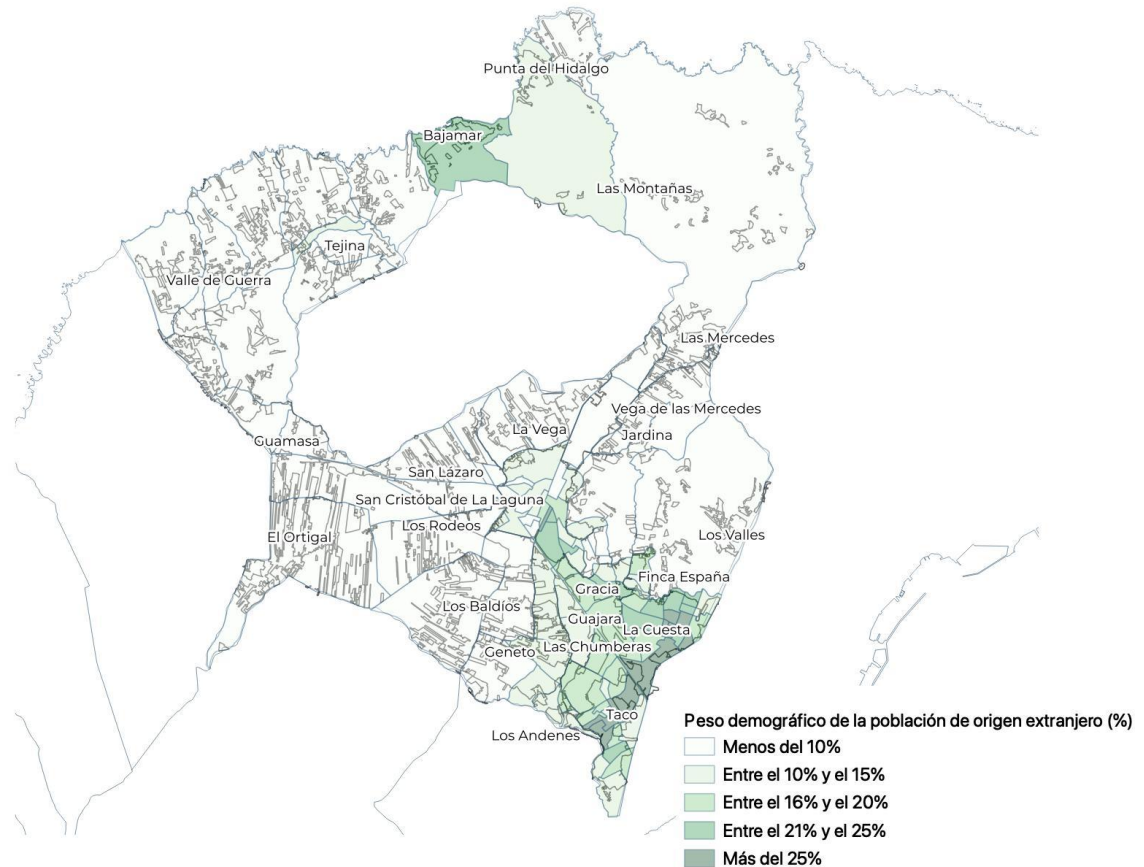 Punta del Hidalgo
Bajamar
Las Montañas
Tejina
Valle de Guerra
Las Mercedes
Vega de las Mercedes
La Vega
Jardina
Guamasa
San Lázaro
San Cristóbal de La Laguna
Los Rodeos
El Ortigal
Los Valles
Finca España
Gracia
Los Baldíos
Guajara
La Cuesta
Geneto
Las Chumberas
Taco
Los Andenes
Peso demográfico de la población de origen extranjero (%)
Menos del 10%
Entre el 10% y el 15%
Entre el 16% y el 20%
Entre el 21% y el 25%
Más del 25%